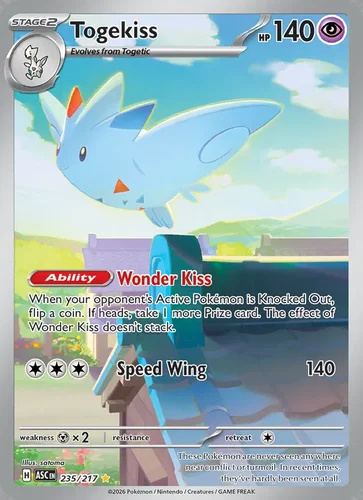 STAGE2 Togekiss HP 140
Evolves from Togetic
Ability Wonder Kiss
When your opponent's Active Pokémon is Knocked Out,
flip a coin. If heads, take 1 more Prize card. The effect of
Wonder Kiss doesn't stack.
Speed Wing 140
weakness × 2 resistance retreat
Illus. satoma
H ASC EN 235/217
These Pokémon are never seen anywhere
near conflict or turmoil. In recent times,
they've hardly been seen at all.
©2026 Pokémon / Nintendo / Creatures / GAME FREAK